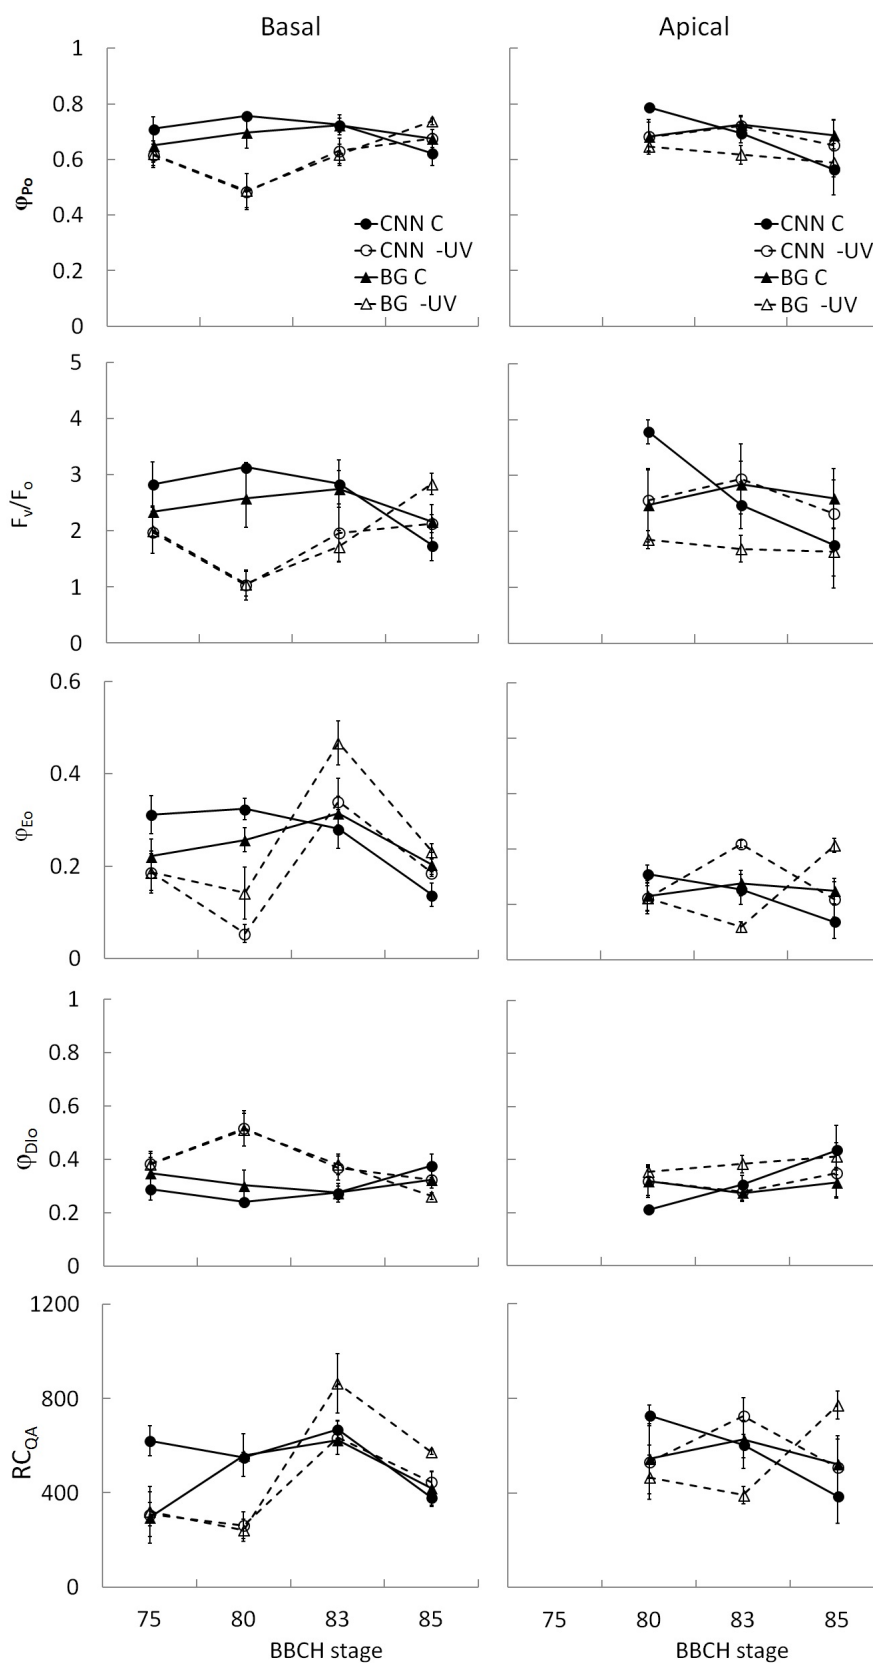 Basal Apical
1
0.8
0.6
0.4
0.2
0
φPo
CNN C
CNN -UV
BG C
BG -UV
CNN C
CNN -UV
BG C
BG -UV
5
4
3
2
1
0
Fv/Fo
0.6
0.4
0.2
0
φEo
1
0.8
0.6
0.4
0.2
0
φDIo
1200
800
400
0
RCQA
75 80 83 85
BBCH stage
75 80 83 85
BBCH stage